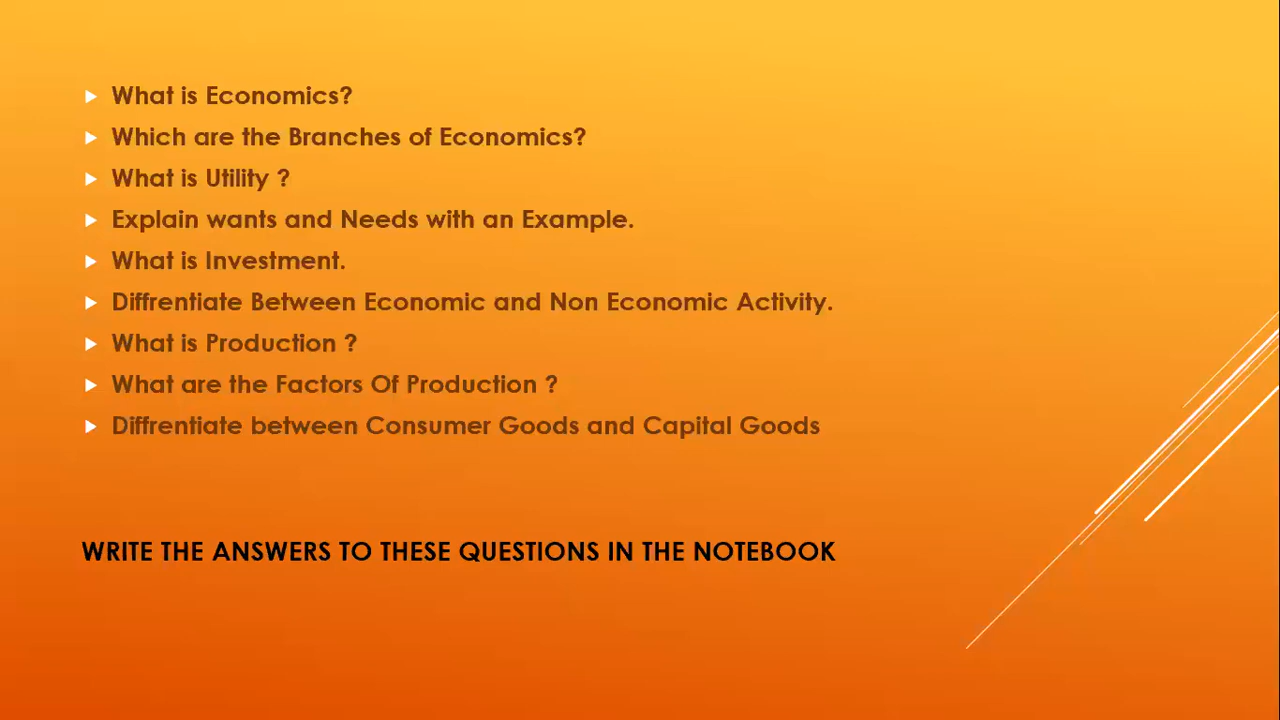 What is Economics?
Which are the Branches of Economics?
What is Utility ?
Explain wants and Needs with an Example.
What is Investment.
Diffrentiate Between Economic and Non Economic Activity.
What is Production ?
What are the Factors Of Production ?
Diffrentiate between Consumer Goods and Capital Goods
WRITE THE ANSWERS TO THESE QUESTIONS IN THE NOTEBOOK